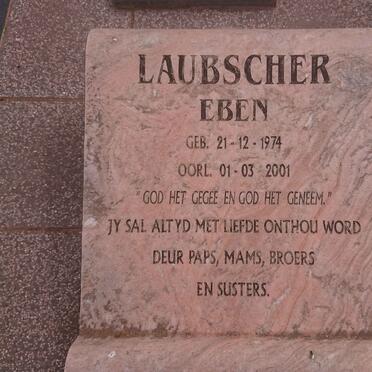 LAUBSCHER
EBEN
GEB. 21-12-1974
OORL. 01-03-2001
"GOD HET GEGEE EN GOD HET GENEEM."
JY SAL ALTYD MET LIEFDE ONTHOU WORD
DEUR PAPS, MAMS, BROERS
EN SUSTERS.